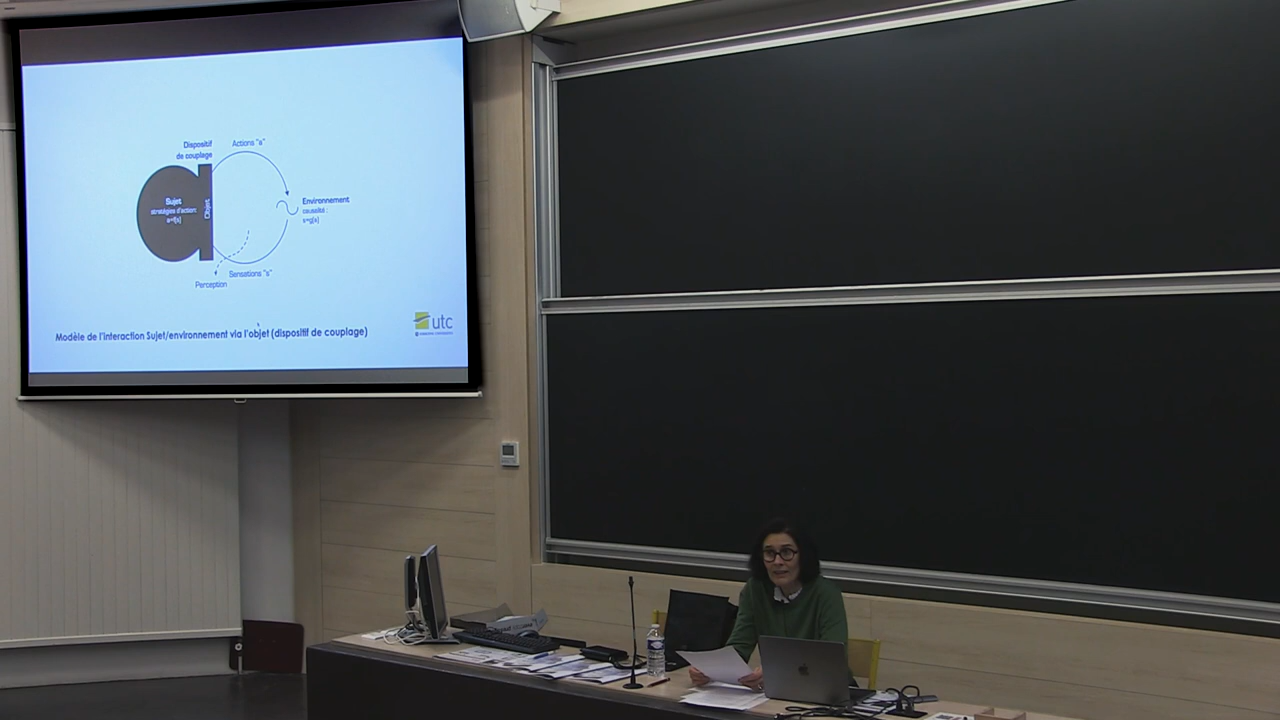 Dispositif
de couplage
Actions "a"
Sujet
stratégies d'action
a=f(s)
Objet
Environnement
causalité :
s=g(a)
Sensations "s"
Perception
utc
Modèle de l'interaction Sujet/environnement via l'objet (dispositif de couplage)